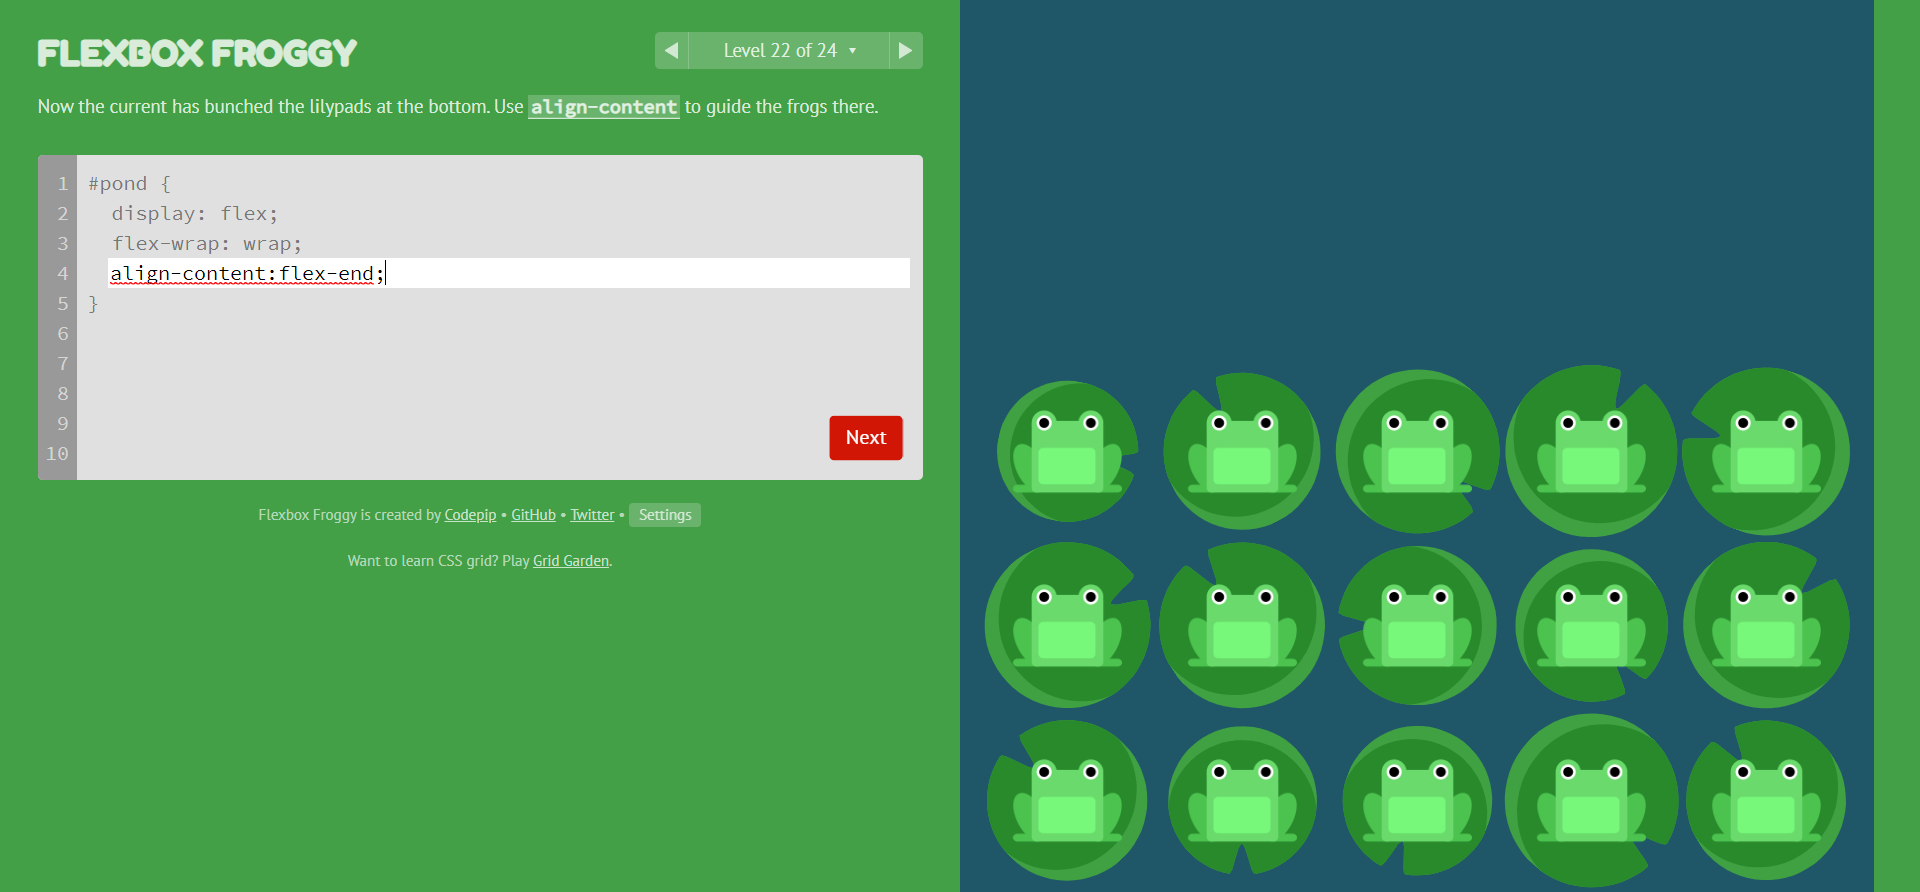 FLEXBOX FROGGY
Level 22 of 24
Now the current has bunched the lilypads at the bottom. Use align-content to guide the frogs there.
1 #pond {
2 display: flex;
3 flex-wrap: wrap;
4 align-content:flex-end;
5 }
6
7
8
9
10
Next
Flexbox Froggy is created by Codepip • GitHub • Twitter • Settings
Want to learn CSS grid? Play Grid Garden.